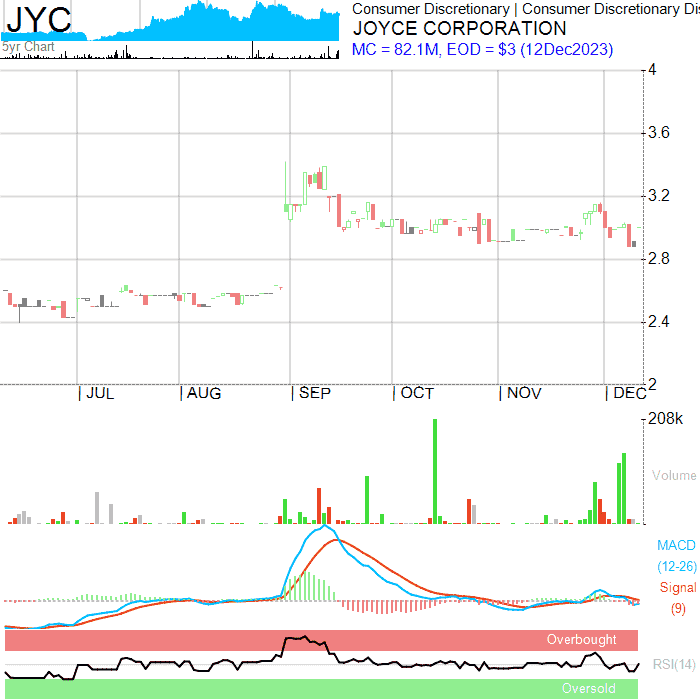 JYC
5yr Chart
Consumer Discretionary | Consumer Discretionary Dis
JOYCE CORPORATION
MC = 82.1M, EOD = $3 (12Dec2023)
4
3.6
3.2
2.8
2.4
2
JUL
AUG
SEP
OCT
NOV
DEC
208k
Volume
MACD
(12-26)
Signal
(9)
Overbought
RSI(14)
Oversold